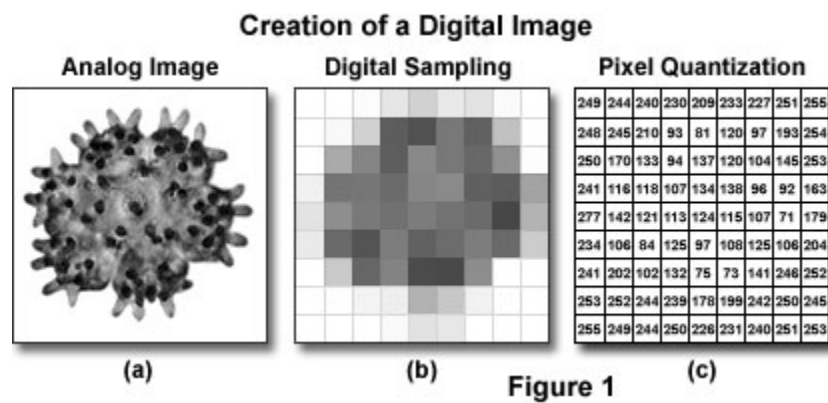 Creation of a Digital Image
Analog Image Digital Sampling Pixel Quantization
249 244 240 230 209 233 227 251 255
248 245 210 93 81 120 97 193 254
250 170 133 94 137 120 104 145 253
241 116 118 107 134 138 96 92 163
277 142 121 113 124 115 107 71 179
234 106 84 125 97 108 125 106 204
241 202 102 132 75 73 141 246 252
253 252 244 239 178 199 242 250 245
255 249 244 250 226 231 240 251 253
(a) (b) (c)
Figure 1